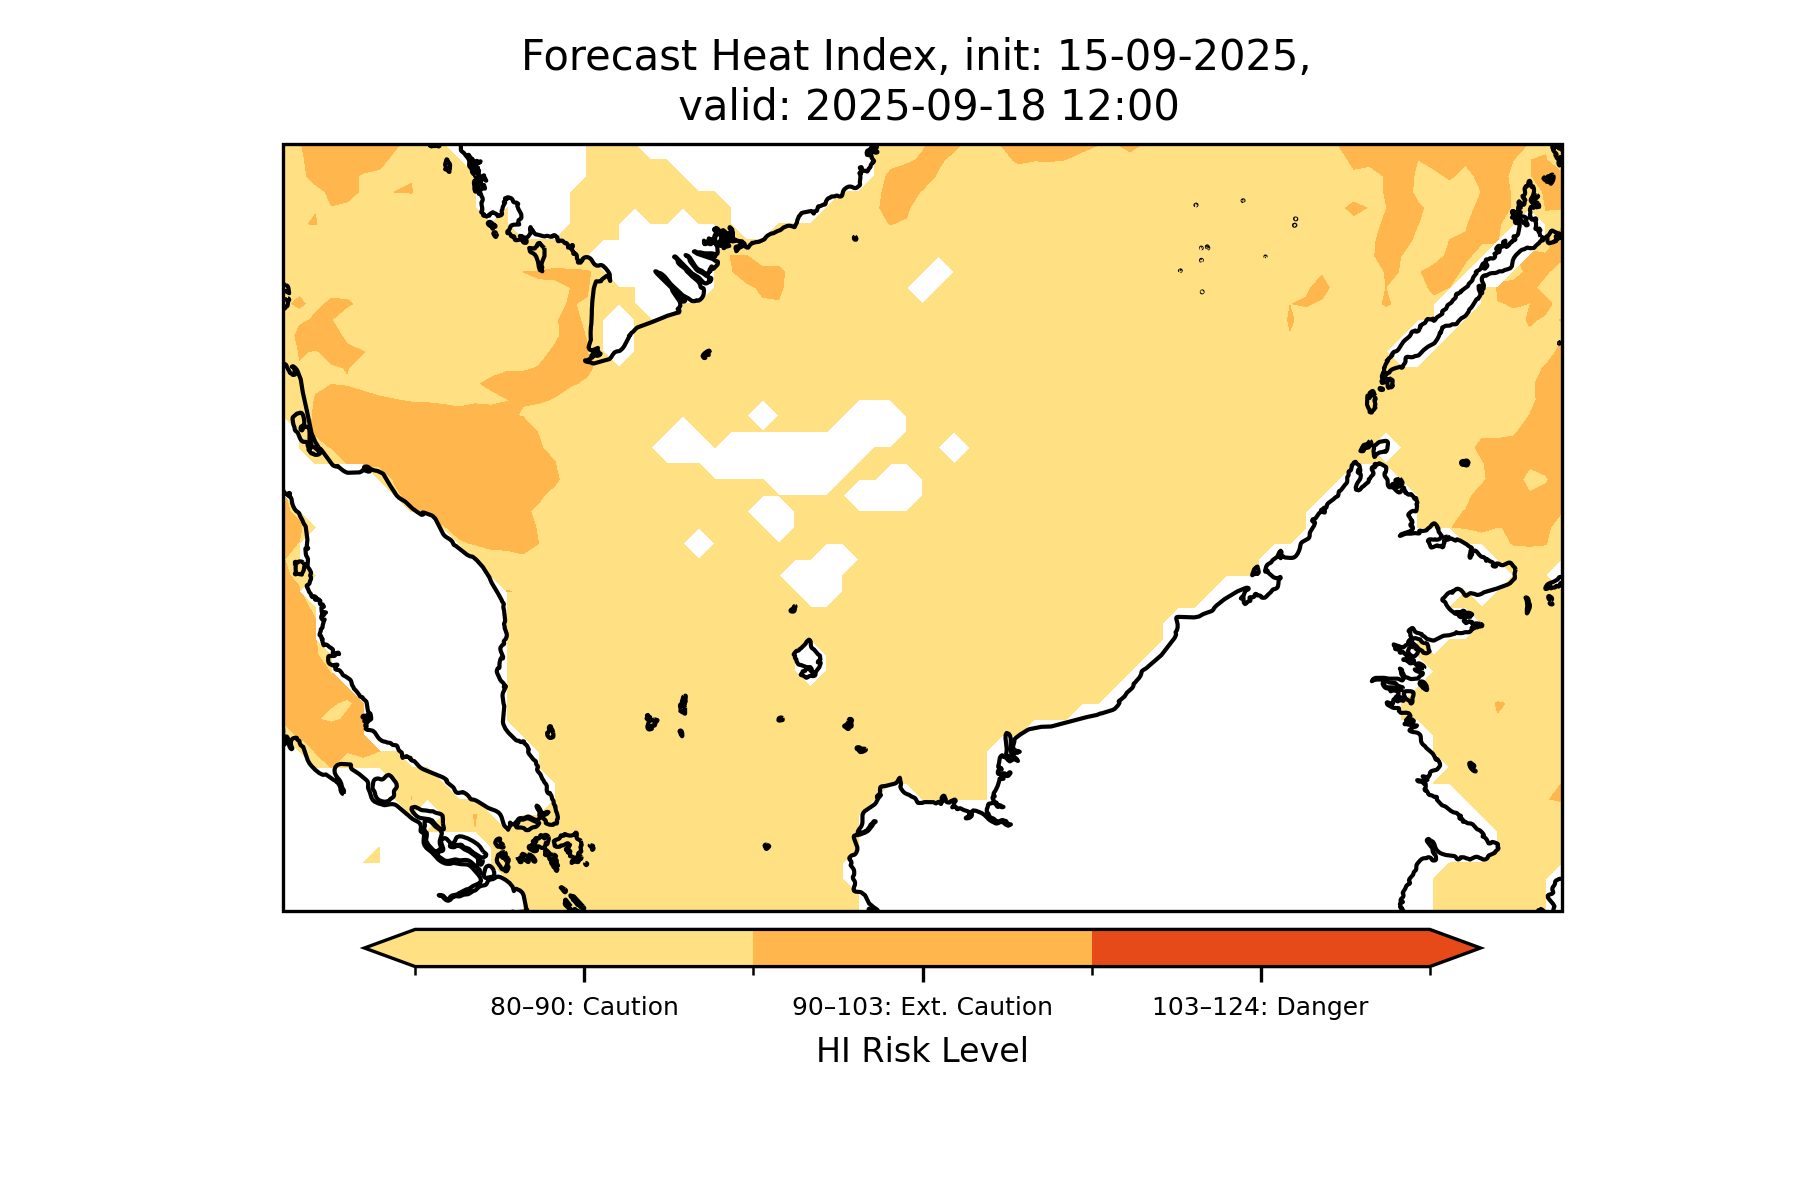 Forecast Heat Index, init: 15-09-2025,
valid: 2025-09-18 12:00
80–90: Caution
90–103: Ext. Caution
103–124: Danger
HI Risk Level